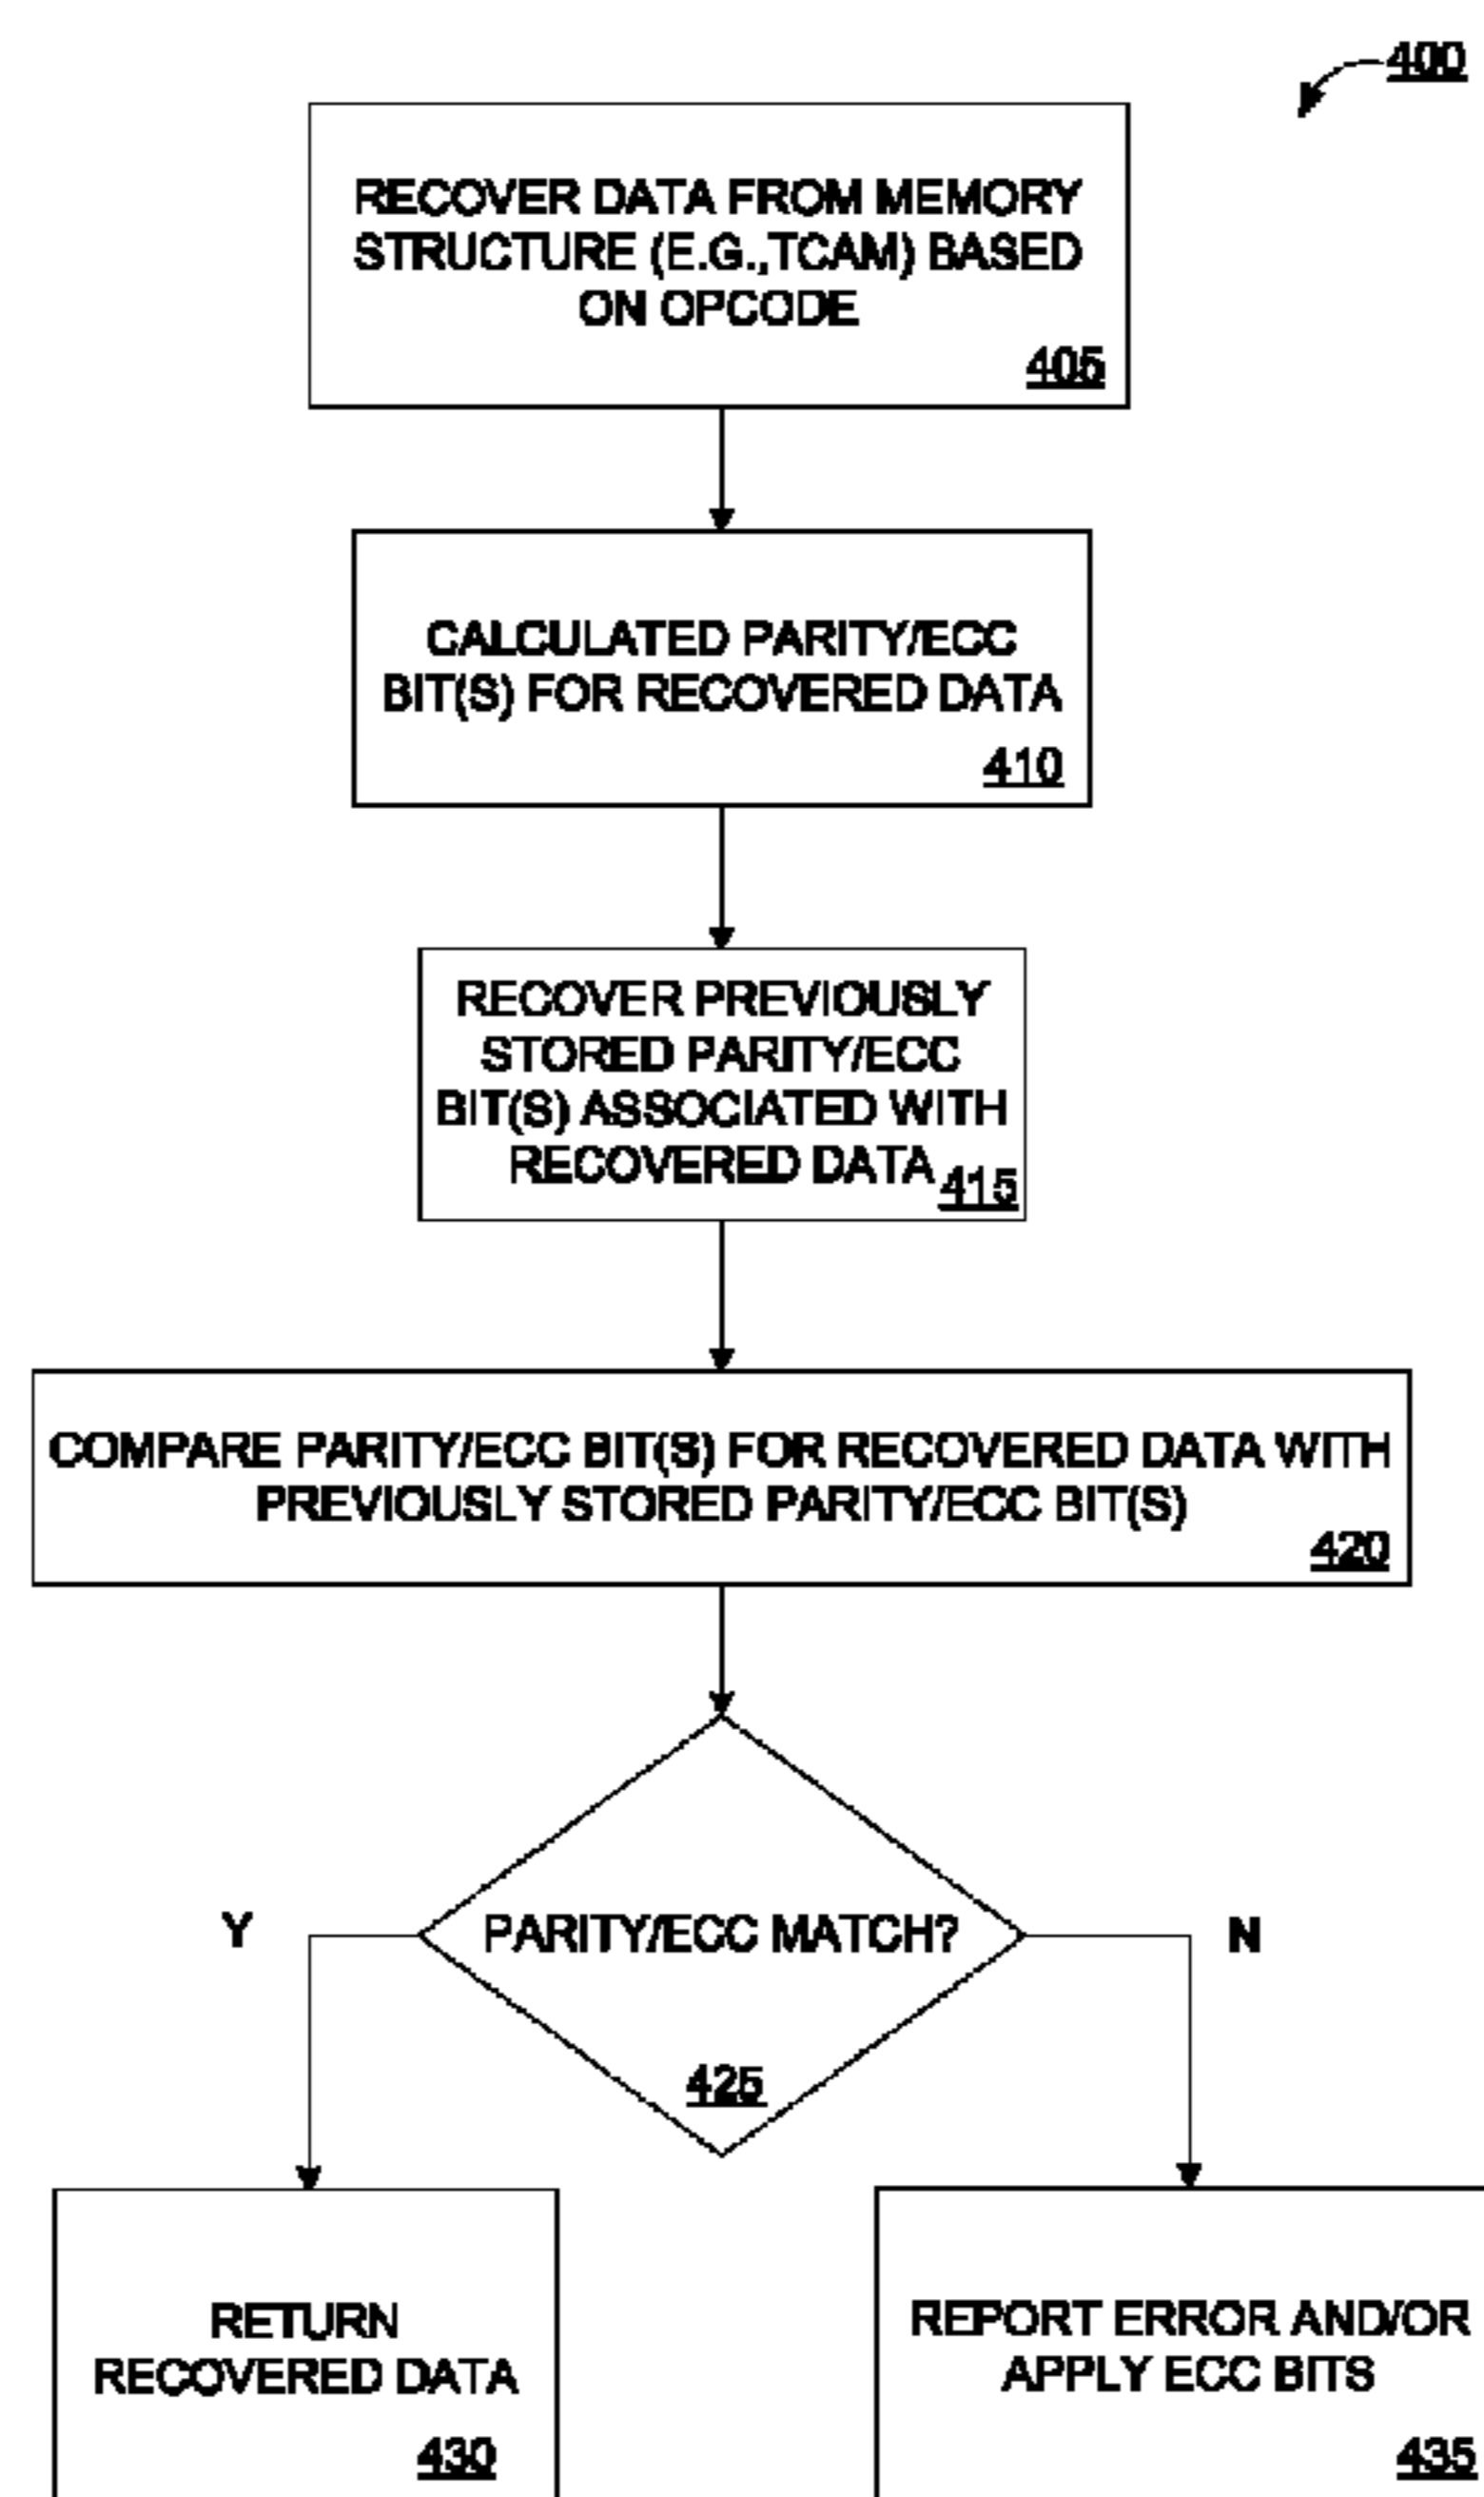 400
RECOVER DATA FROM MEMORY
STRUCTURE (E.G.,TCAM) BASED
ON OPCODE
405
CALCULATED PARITY/ECC
BIT(S) FOR RECOVERED DATA
410
RECOVER PREVIOUSLY
STORED PARITY/ECC
BIT(S) ASSOCIATED WITH
RECOVERED DATA
415
COMPARE PARITY/ECC BIT(S) FOR RECOVERED DATA WITH
PREVIOUSLY STORED PARITY/ECC BIT(S)
420
Y
PARITY/ECC MATCH?
N
425
RETURN
RECOVERED DATA
430
REPORT ERROR AND/OR
APPLY ECC BITS
435